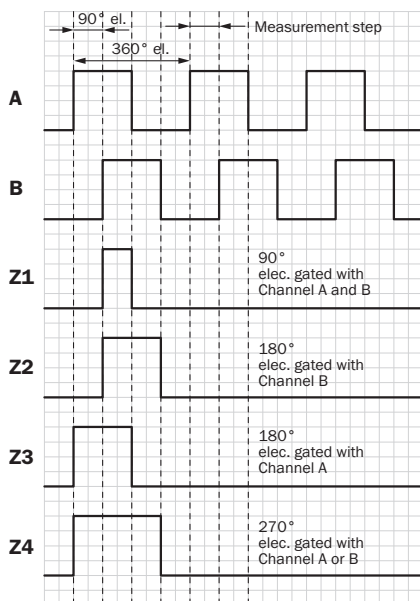 90° el.
Measurement step
360° el.
A
B
Z1
90°
elec. gated with
Channel A and B
Z2
180°
elec. gated with
Channel B
Z3
180°
elec. gated with
Channel A
Z4
270°
elec. gated with
Channel A or B